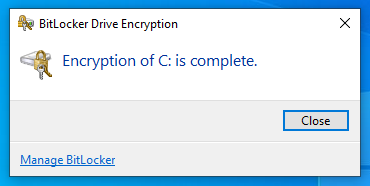 BitLocker Drive Encryption
Encryption of C: is complete.
Close
Manage BitLocker